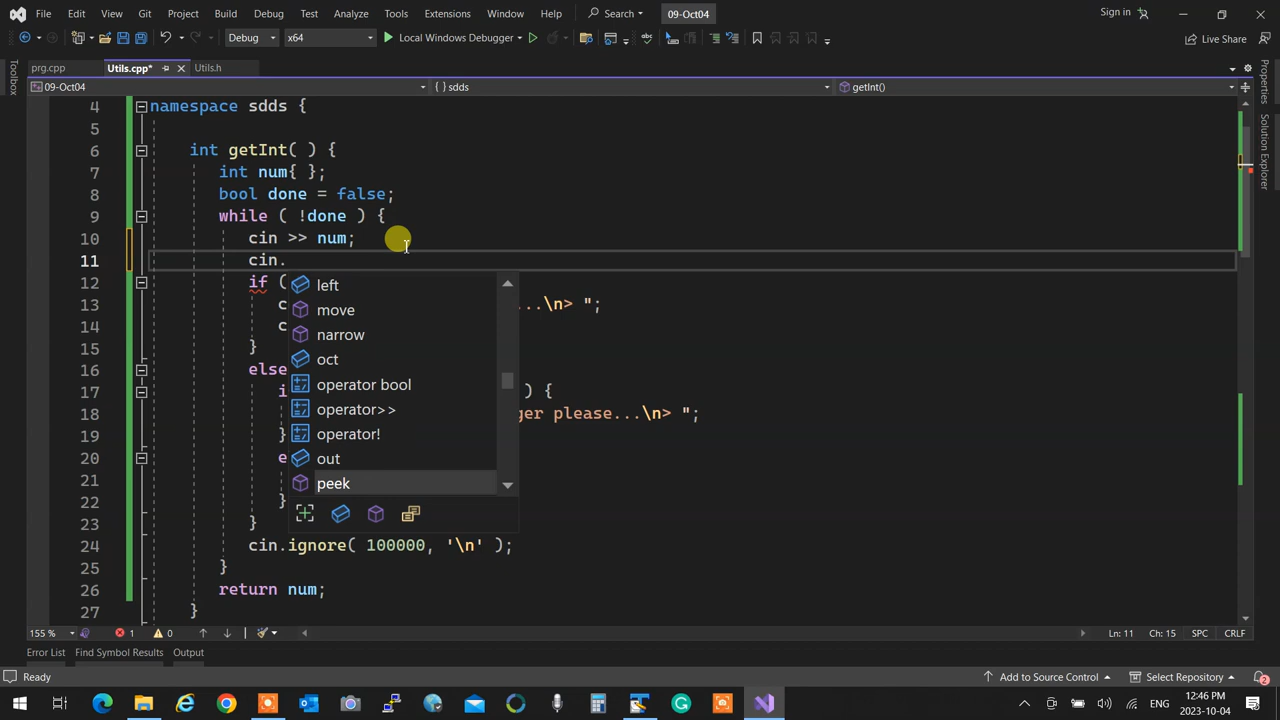 File Edit View Git Project Build Debug Test Analyze Tools Extensions Window Help Search 09-Oct04 Sign in
Debug x64 Local Windows Debugger Live Share
prg.cpp Utils.cpp* Utils.h
09-Oct04 { } sdds getInt()
Toolbox
Properties
Solution Explorer
4 namespace sdds {
5
6 int getInt( ) {
7 int num{ };
8 bool done = false;
9 while ( !done ) {
10 cin >> num;
11 cin.
12 if (
13 c ...\n> ";
14 c
15 }
16 else
17 i ) {
18 ger please...\n> ";
19 }
20 e
21
22 }
23 }
24 cin.ignore( 100000, '\n' );
25 }
26 return num;
27 }
left
move
narrow
oct
operator bool
operator>>
operator!
out
peek
155 % 1 0 Ln: 11 Ch: 15 SPC CRLF
Error List Find Symbol Results Output
Ready Add to Source Control Select Repository 2
ENG 12:46 PM
2023-10-04